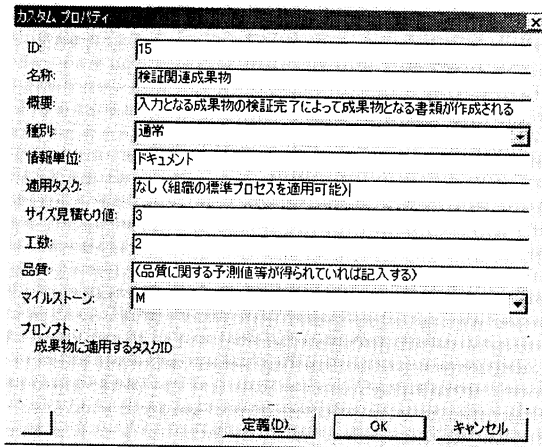 カスタム プロパティ
ID: 15
名称: 検証関連成果物
概要: 入力となる成果物の検証完了によって成果物となる書類が作成される
種別: 通常
情報単位: ドキュメント
適用タスク: なし〈組織の標準プロセスを適用可能〉
サイズ見積もり値: 3
工数: 2
品質: 〈品質に関する予測値等が得られていれば記入する〉
マイルストーン: M
プロンプト
成果物に適用するタスクID
定義(D)... OK キャンセル